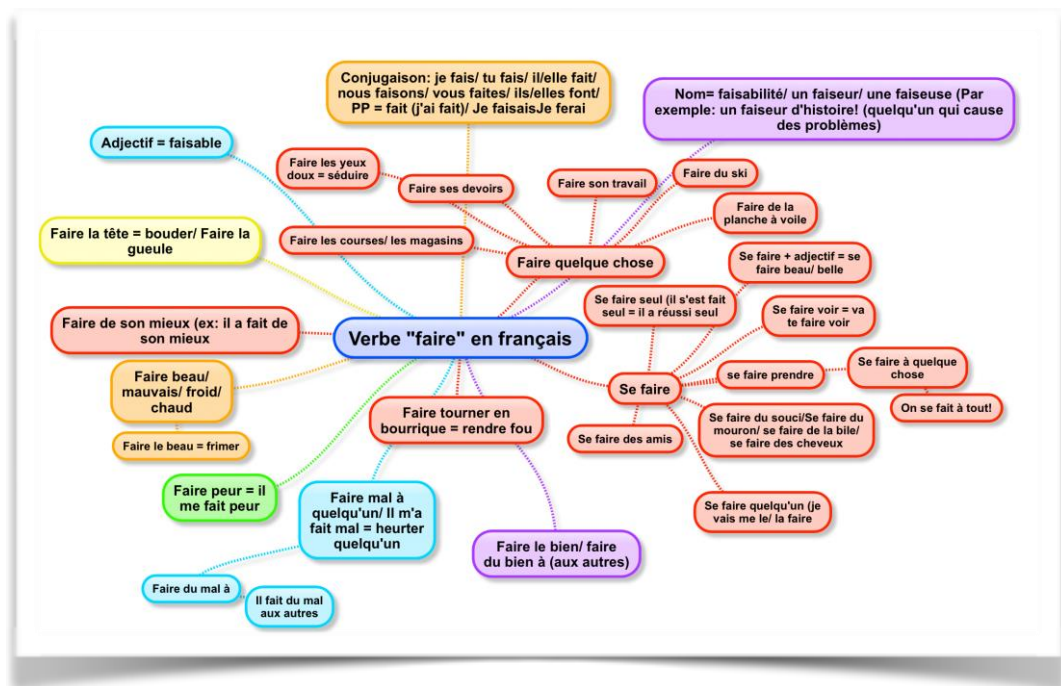 Conjugaison: je fais/ tu fais/ il/elle fait/
nous faisons/ vous faites/ ils/elles font/
PP = fait (j'ai fait)/ Je faisaisJe ferai
Nom= faisabilité/ un faiseur/ une faiseuse (Par
exemple: un faiseur d'histoire! (quelqu'un qui cause
des problèmes)
Adjectif = faisable
Faire les yeux
doux = séduire
Faire ses devoirs
Faire son travail
Faire du ski
Faire de la
planche à voile
Faire la tête = bouder/ Faire la
gueule
Faire les courses/ les magasins
Faire quelque chose
Se faire + adjectif = se
faire beau/ belle
Se faire seul (il s'est fait
seul = il a réussi seul
Se faire voir = va
te faire voir
Faire de son mieux (ex: il a fait de
son mieux
Verbe "faire" en français
Faire beau/
mauvais/ froid/
chaud
Faire le beau = frimer
Faire tourner en
bourrique = rendre fou
Se faire
se faire prendre
Se faire à quelque
chose
On se fait à tout!
Se faire des amis
Se faire du souci/Se faire du
mouron/ se faire de la bile/
se faire des cheveux
Faire peur = il
me fait peur
Faire mal à
quelqu'un/ Il m'a
fait mal = heurter
quelqu'un
Se faire quelqu'un (je
vais me le/ la faire
Faire le bien/ faire
du bien à (aux autres)
Faire du mal à
Il fait du mal
aux autres